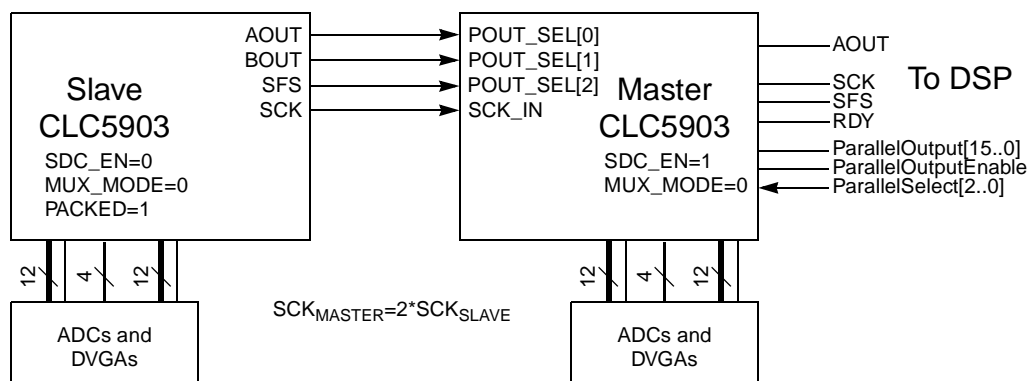 AOUT
BOUT
SFS
SCK
Slave
CLC5903
SDC_EN=0
MUX_MODE=0
PACKED=1
POUT_SEL[0]
POUT_SEL[1]
POUT_SEL[2]
SCK_IN
Master
CLC5903
SDC_EN=1
MUX_MODE=0
AOUT
SCK
SFS
RDY
To DSP
ParallelOutput[15..0]
ParallelOutputEnable
ParallelSelect[2..0]
12
4
12
12
4
12
ADCs and
DVGAs
SCKMASTER=2*SCKSLAVE
ADCs and
DVGAs